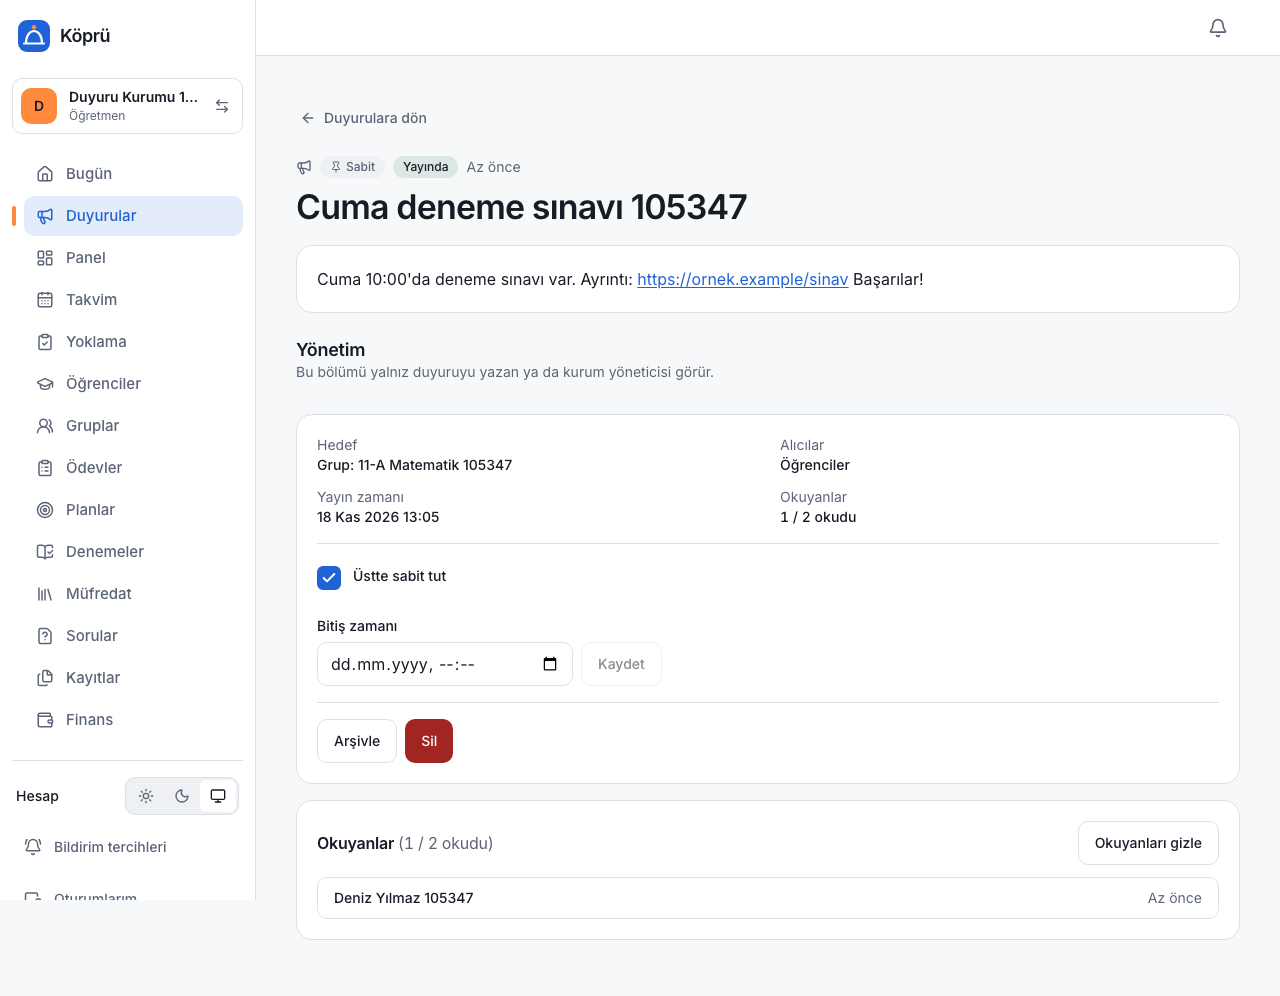 Köprü
D
Duyuru Kurumu 1...
Öğretmen
Bugün
Duyurular
Panel
Takvim
Yoklama
Öğrenciler
Gruplar
Ödevler
Planlar
Denemeler
Müfredat
Sorular
Kayıtlar
Finans
Hesap
Bildirim tercihleri
Oturumlarım
Duyurulara dön
Sabit Yayında Az önce
Cuma deneme sınavı 105347
Cuma 10:00'da deneme sınavı var. Ayrıntı: https://ornek.example/sinav Başarılar!
Yönetim
Bu bölümü yalnız duyuruyu yazan ya da kurum yöneticisi görür.
Hedef
Grup: 11-A Matematik 105347
Alıcılar
Öğrenciler
Yayın zamanı
18 Kas 2026 13:05
Okuyanlar
1 / 2 okudu
Üstte sabit tut
Bitiş zamanı
dd.mm.yyyy, --:-- Kaydet
Arşivle Sil
Okuyanlar (1 / 2 okudu) Okuyanları gizle
Deniz Yılmaz 105347 Az önce